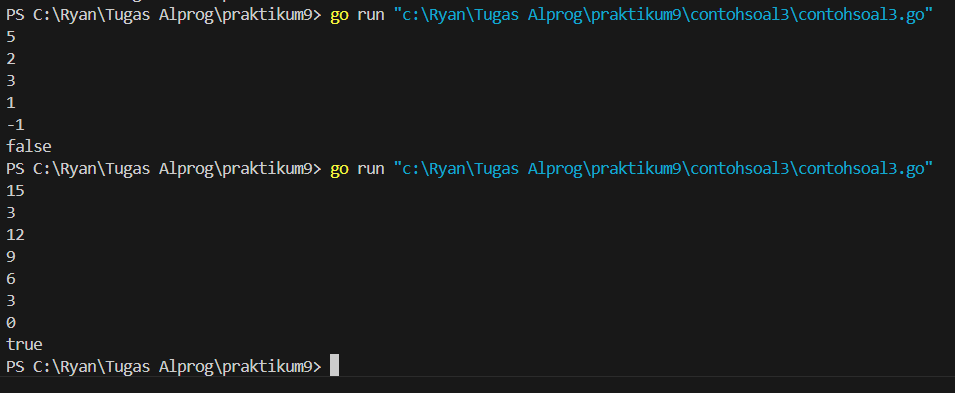 PS C:\Ryan\Tugas Alprog\praktikum9> go run "c:\Ryan\Tugas Alprog\praktikum9\contohsoal3\contohsoal3.go"
5
2
3
1
-1
false
PS C:\Ryan\Tugas Alprog\praktikum9> go run "c:\Ryan\Tugas Alprog\praktikum9\contohsoal3\contohsoal3.go"
15
3
12
9
6
3
0
true
PS C:\Ryan\Tugas Alprog\praktikum9>